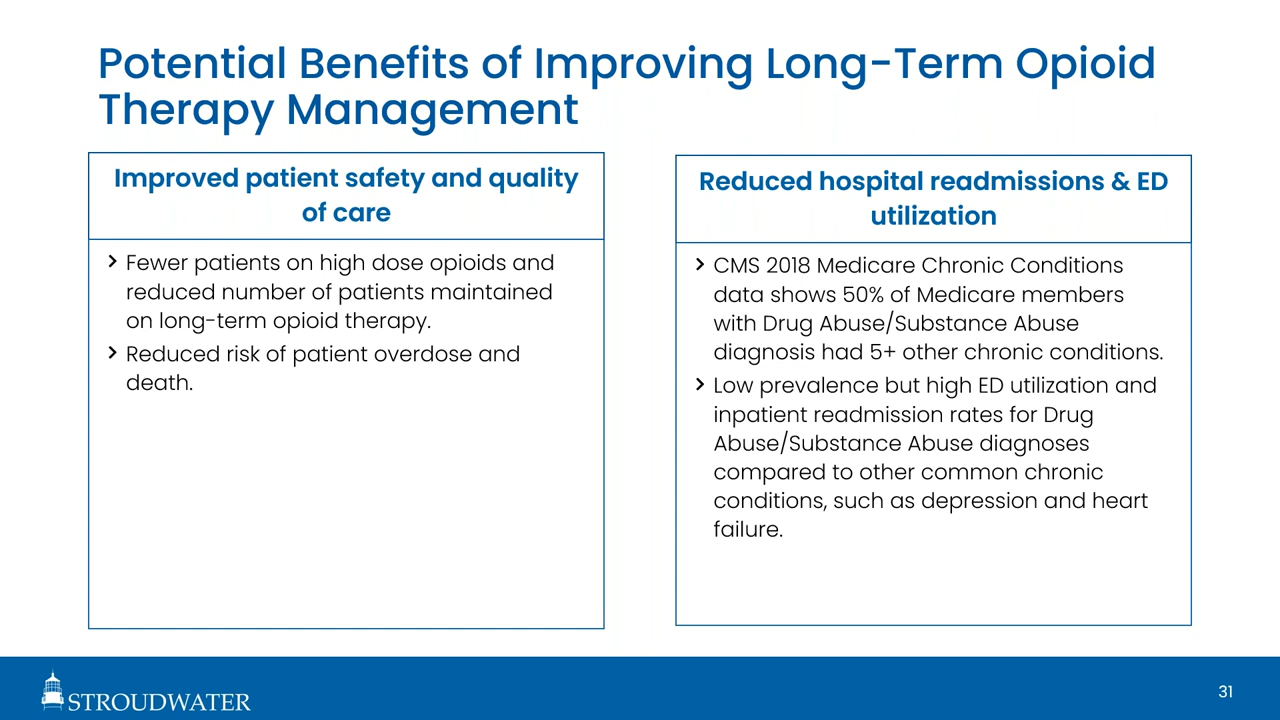 Potential Benefits of Improving Long-Term Opioid
Therapy Management
Improved patient safety and quality
of care
› Fewer patients on high dose opioids and
reduced number of patients maintained
on long-term opioid therapy.
› Reduced risk of patient overdose and
death.
Reduced hospital readmissions & ED
utilization
› CMS 2018 Medicare Chronic Conditions
data shows 50% of Medicare members
with Drug Abuse/Substance Abuse
diagnosis had 5+ other chronic conditions.
› Low prevalence but high ED utilization and
inpatient readmission rates for Drug
Abuse/Substance Abuse diagnoses
compared to other common chronic
conditions, such as depression and heart
failure.
STROUDWATER
31